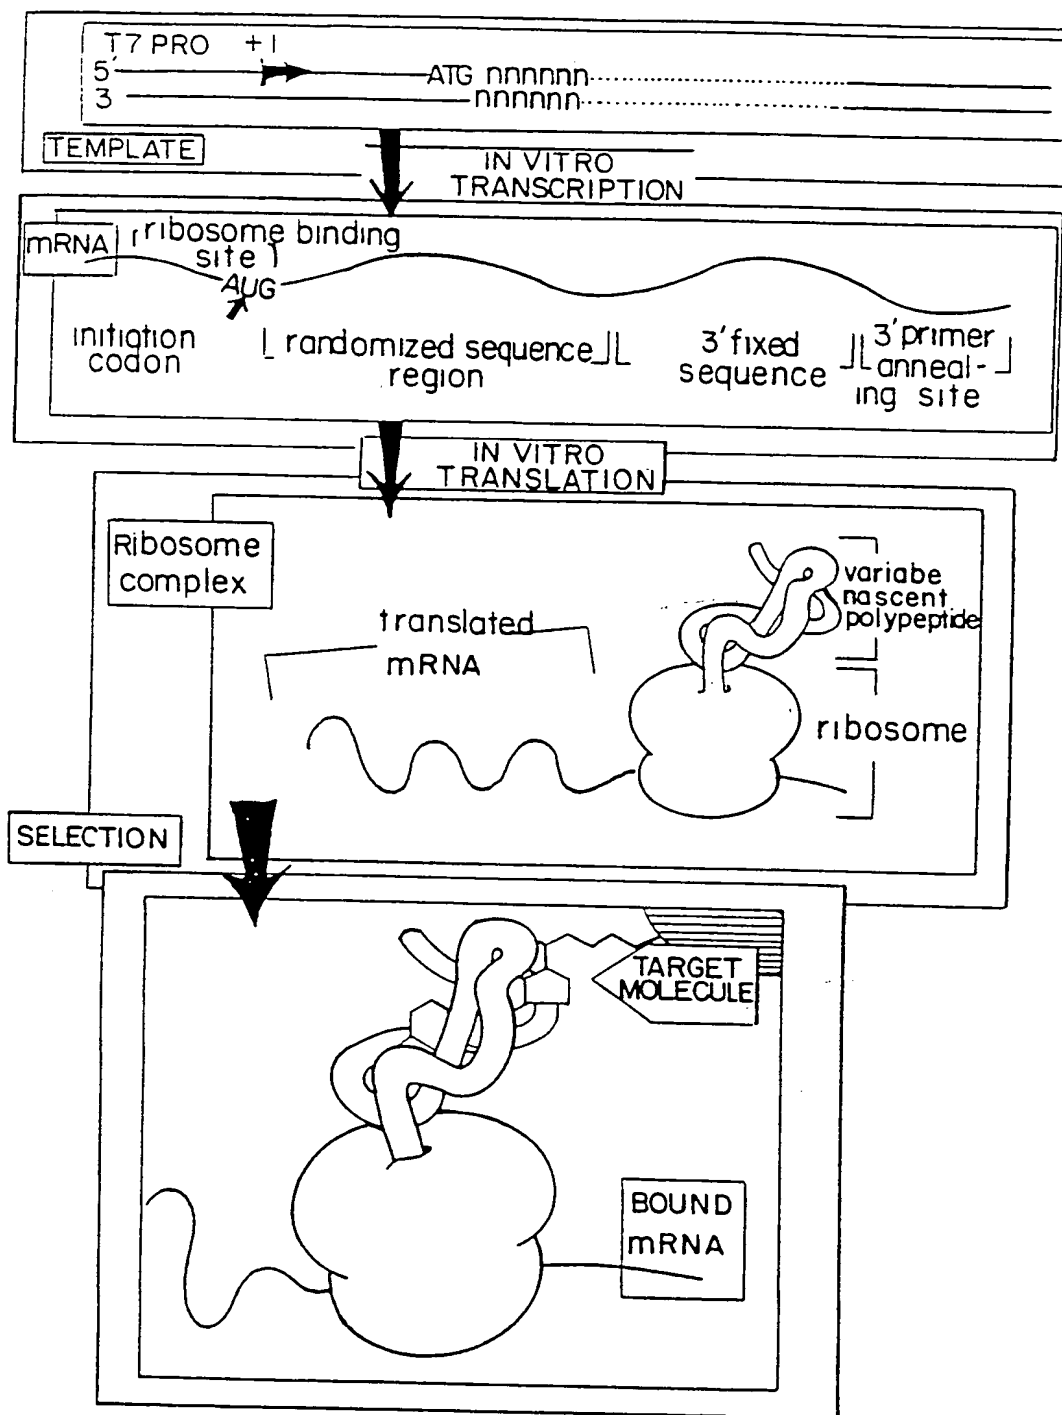 T7 PRO +1
5' ATG nnnnnn
3 nnnnnn
TEMPLATE
IN VITRO
TRANSCRIPTION
mRNA
ribosome binding
site
AUG
initiation
codon
randomized sequence
region
3' fixed
sequence
3' primer
anneal-
ing site
IN VITRO
TRANSLATION
Ribosome
complex
translated
mRNA
variabe
nascent
polypeptide
ribosome
SELECTION
TARGET
MOLECULE
BOUND
mRNA